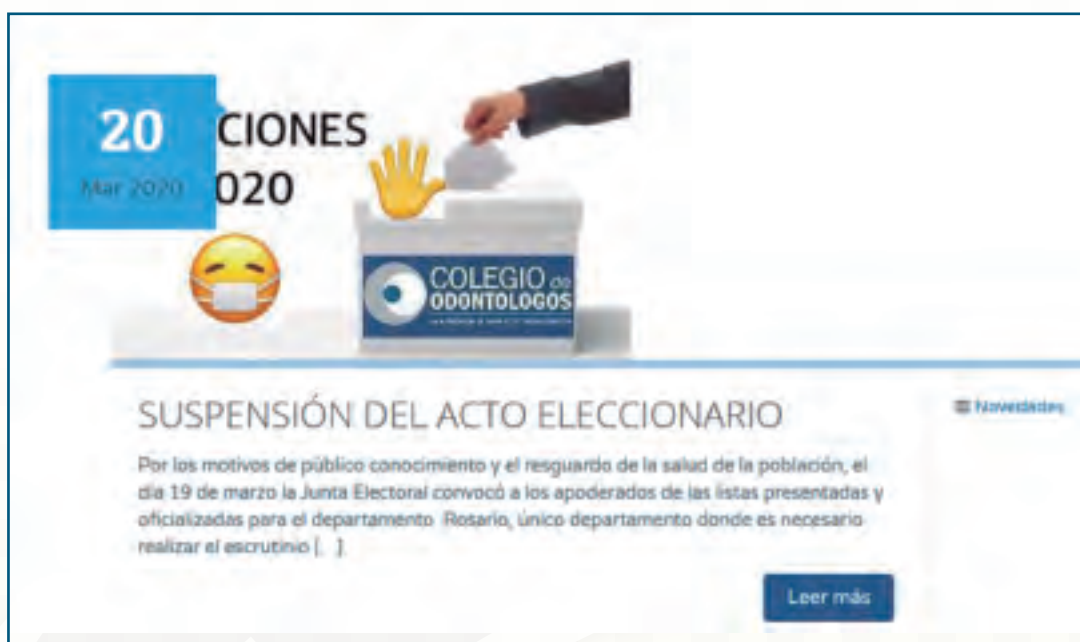 20
Mar 2020
CIONES
020
COLEGIO de
ODONTOLOGOS
SUSPENSIÓN DEL ACTO ELECCIONARIO
Novedades
Por los motivos de público conocimiento y el resguardo de la salud de la población, el
día 19 de marzo la Junta Electoral convocó a los apoderados de las listas presentadas y
oficializadas para el departamento Rosario, único departamento donde es necesario
realizar el escrutinio [...]
Leer más